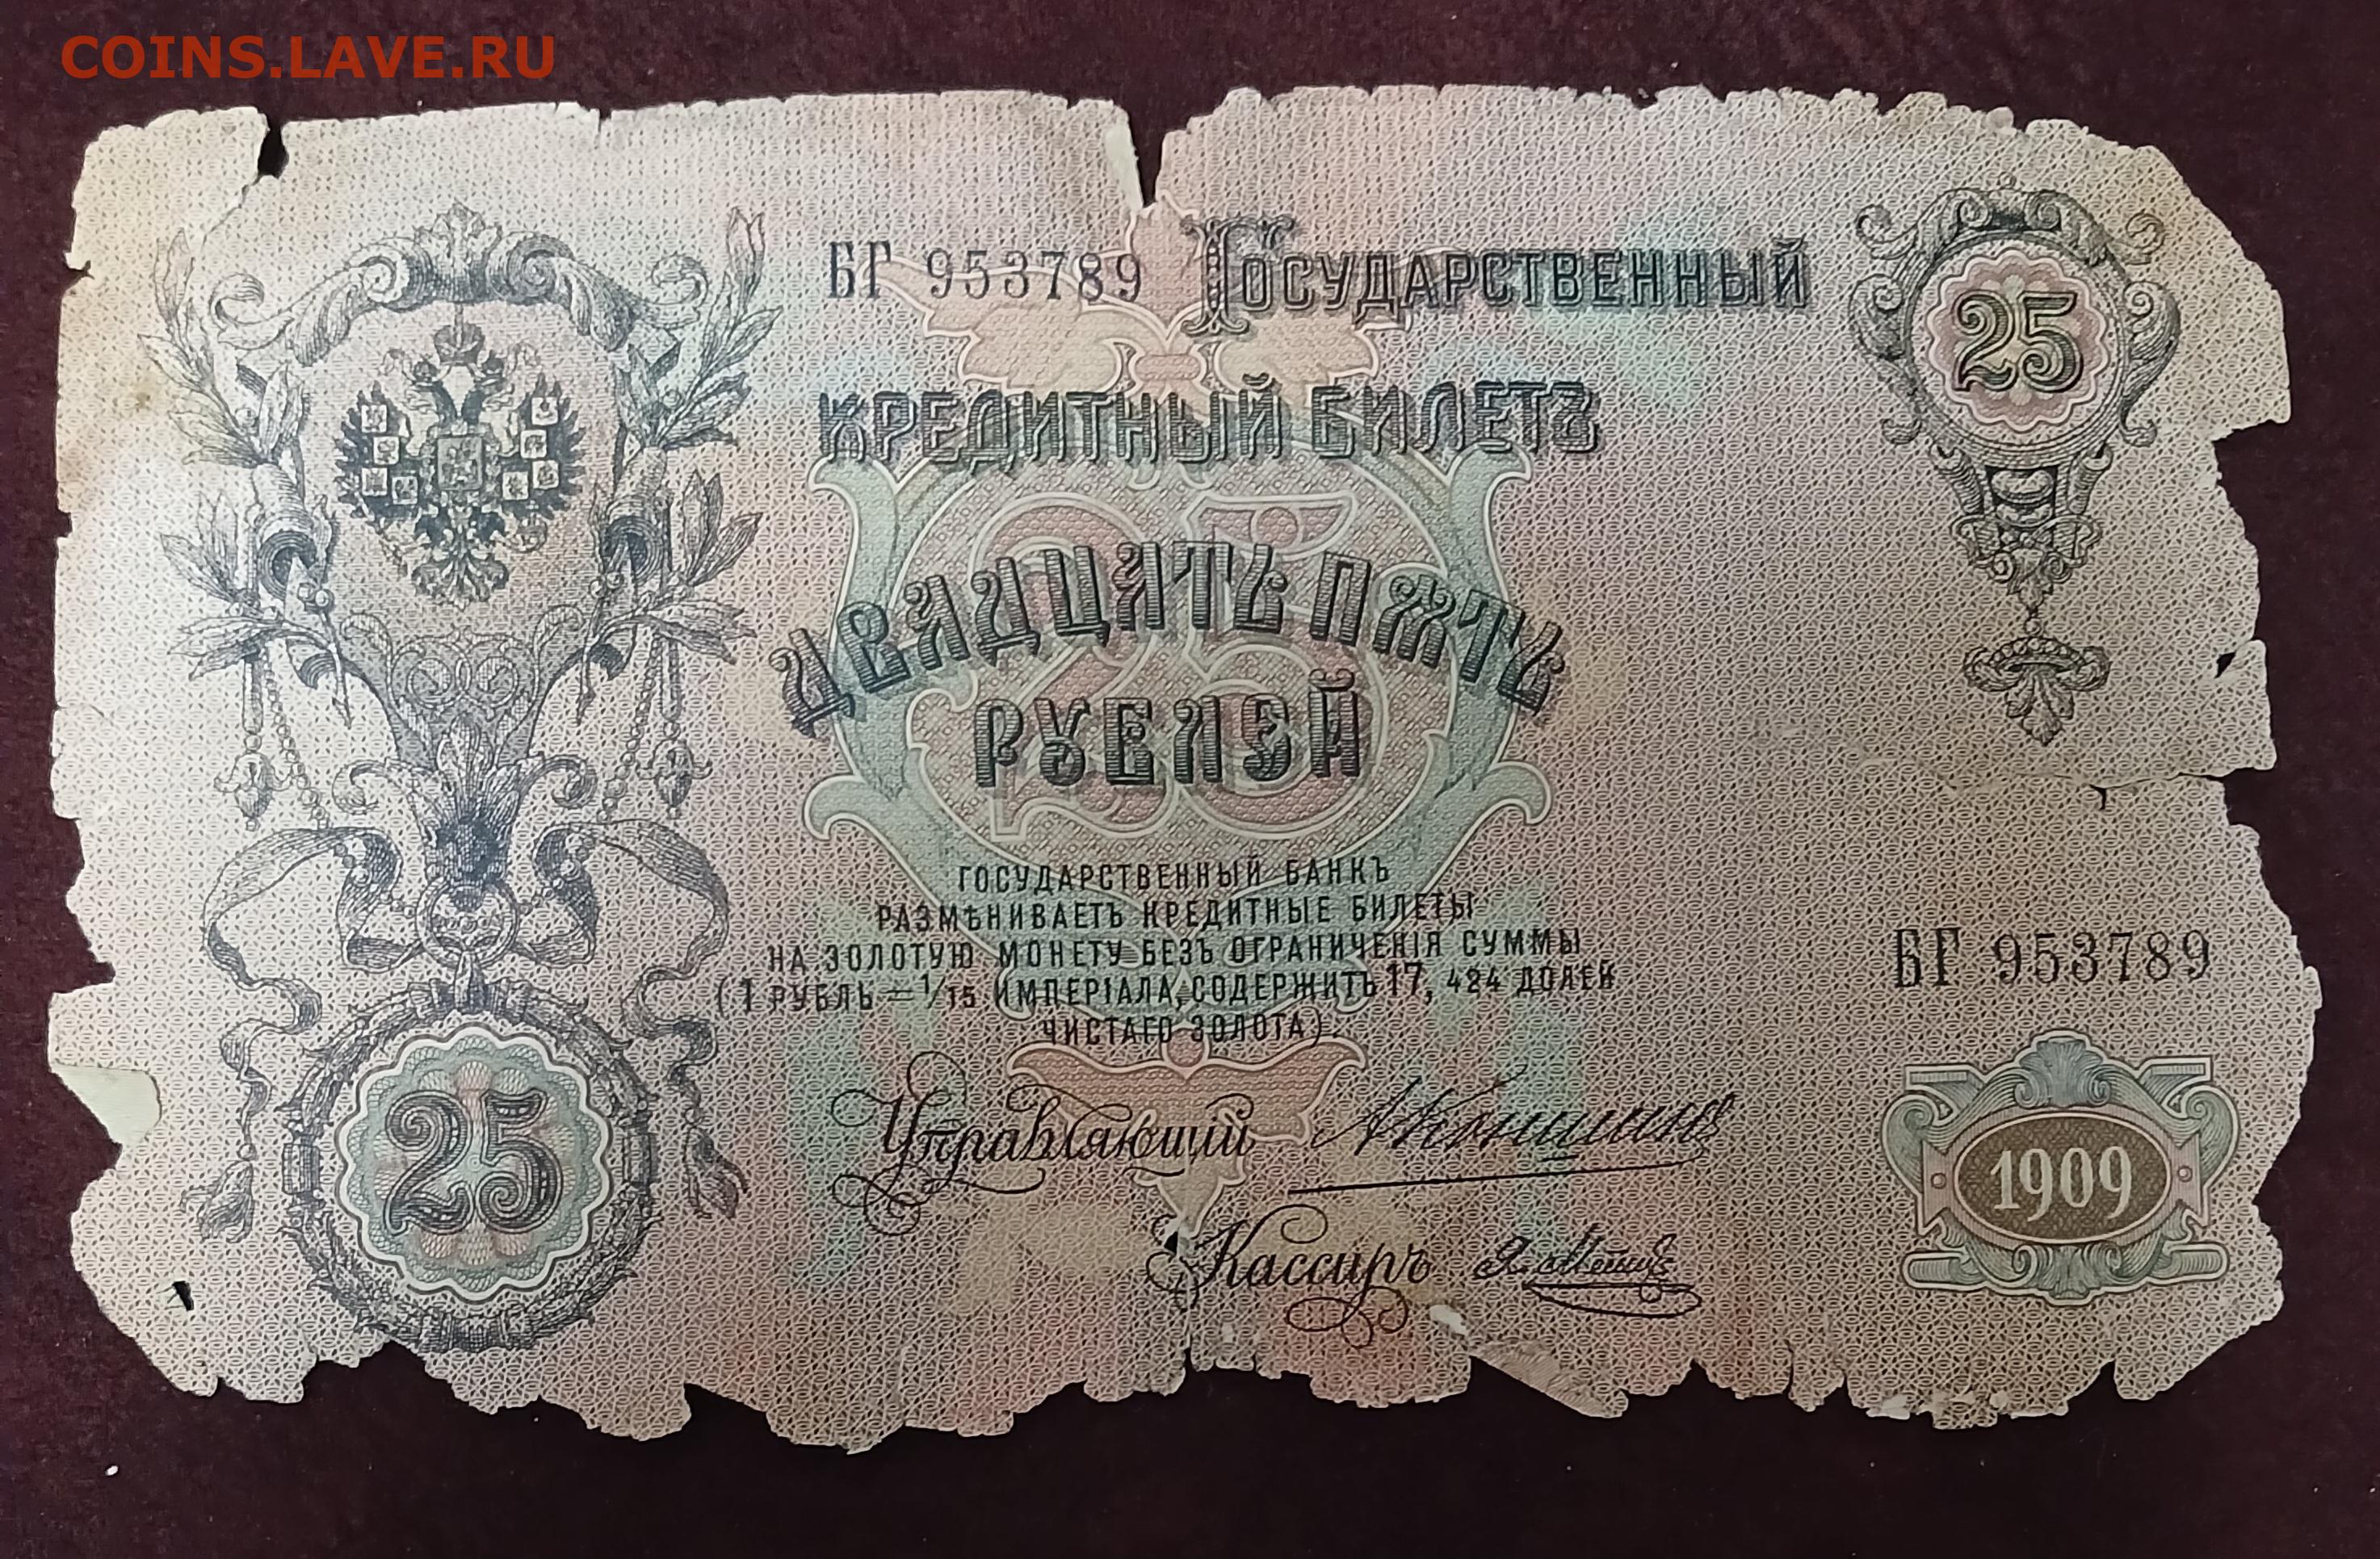 COINS.LAVE.RU
БГ 953789 Государственный
25
КРЕДИТНЫЙ БИЛЕТЪ
25
ДВАДЦАТЬ ПЯТЬ
РУБЛЕЙ
ГОСУДАРСТВЕННЫЙ БАНКЪ
РАЗМѢНИВАЕТЪ КРЕДИТНЫЕ БИЛЕТЫ
НА ЗОЛОТУЮ МОНЕТУ БЕЗЪ ОГРАНИЧЕНІЯ СУММЫ
(1 РУБЛЬ = 1/15 ИМПЕРІАЛА, СОДЕРЖИТЪ 17, 424 ДОЛЕЙ
ЧИСТАГО ЗОЛОТА).
БГ 953789
25
Управляющій
Кассиръ
1909